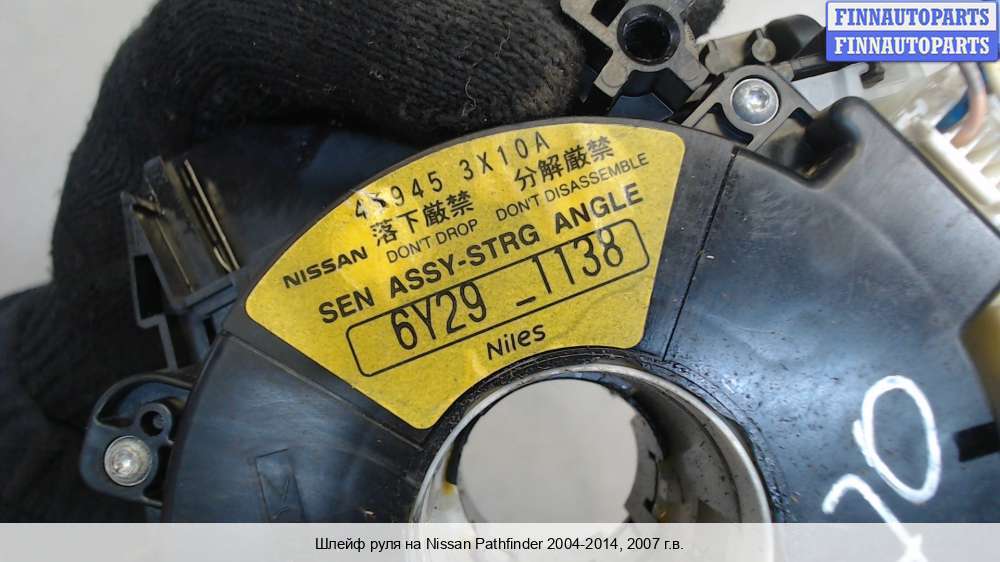 FINNAUTOPARTS
FINNAUTOPARTS
3X10A
落下厳禁 分解厳禁
NISSAN DON'T DROP DON'T DISASSEMBLE
SEN ASSY-STRG ANGLE
6Y29 -1138
Niles
Шлейф руля на Nissan Pathfinder 2004-2014, 2007 г.в.